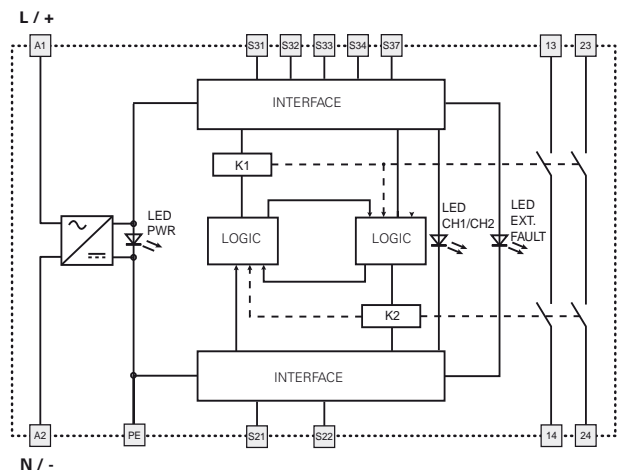 L / +
A1
S31
S32
S33
S34
S37
13
23
INTERFACE
K1
LED
PWR
LOGIC
LOGIC
LED
CH1/CH2
LED
EXT.
FAULT
K2
INTERFACE
A2
PE
S21
S22
14
24
N / -